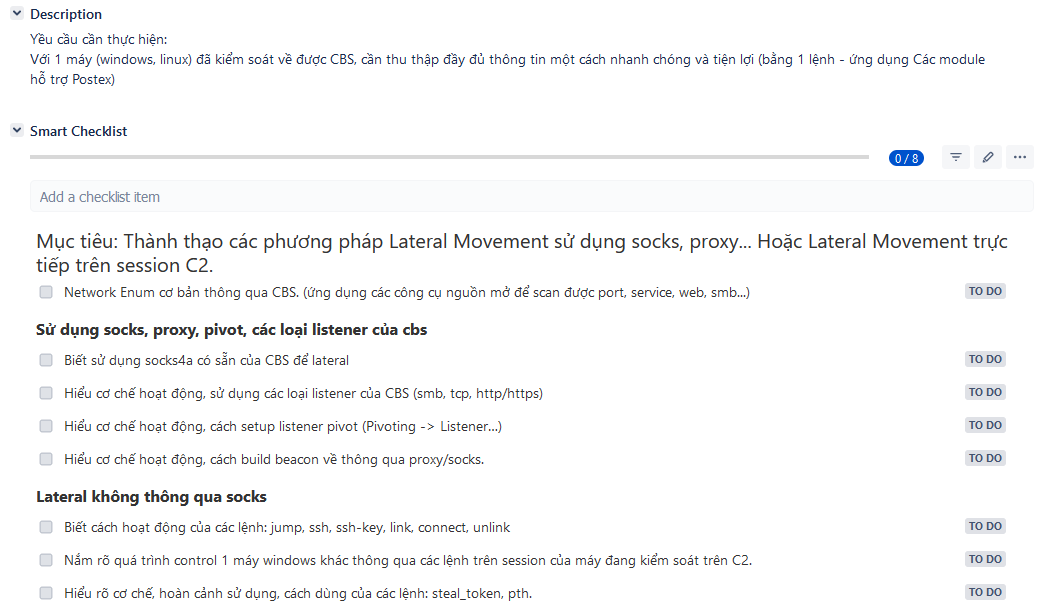 Description
Yều cầu cần thực hiện:
Với 1 máy (windows, linux) đã kiểm soát về được CBS, cần thu thập đầy đủ thông tin một cách nhanh chóng và tiện lợi (bằng 1 lệnh - ứng dụng Các module
hỗ trợ Postex)
Smart Checklist
0 / 8
Add a checklist item
Mục tiêu: Thành thạo các phương pháp Lateral Movement sử dụng socks, proxy... Hoặc Lateral Movement trực
tiếp trên session C2.
Network Enum cơ bản thông qua CBS. (ứng dụng các công cụ nguồn mở để scan được port, service, web, smb...) TO DO
Sử dụng socks, proxy, pivot, các loại listener của cbs
Biết sử dụng socks4a có sẵn của CBS để lateral TO DO
Hiểu cơ chế hoạt động, sử dụng các loại listener của CBS (smb, tcp, http/https) TO DO
Hiểu cơ chế hoạt động, cách setup listener pivot (Pivoting -> Listener...) TO DO
Hiểu cơ chế hoạt động, cách build beacon về thông qua proxy/socks. TO DO
Lateral không thông qua socks
Biết cách hoạt động của các lệnh: jump, ssh, ssh-key, link, connect, unlink TO DO
Nắm rõ quá trình control 1 máy windows khác thông qua các lệnh trên session của máy đang kiểm soát trên C2. TO DO
Hiểu rõ cơ chế, hoàn cảnh sử dụng, cách dùng của các lệnh: steal_token, pth. TO DO